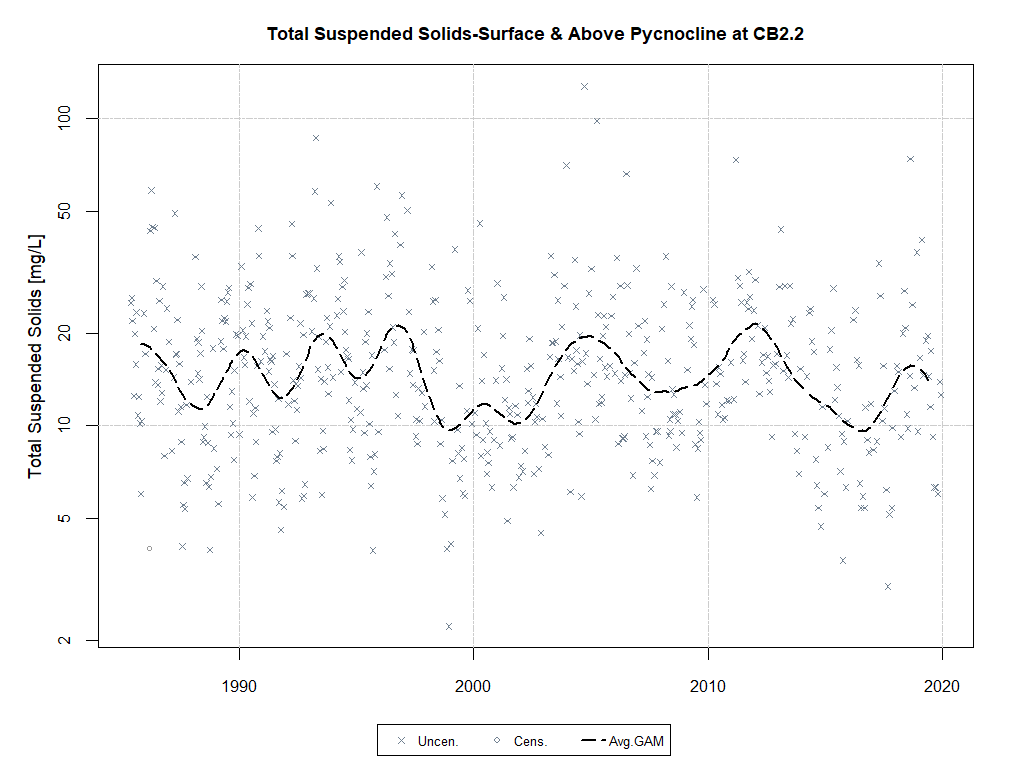 Total Suspended Solids-Surface & Above Pycnocline at CB2.2
Total Suspended Solids [mg/L]
100
50
20
10
5
2
1990 2000 2010 2020
Uncen. Cens. Avg.GAM